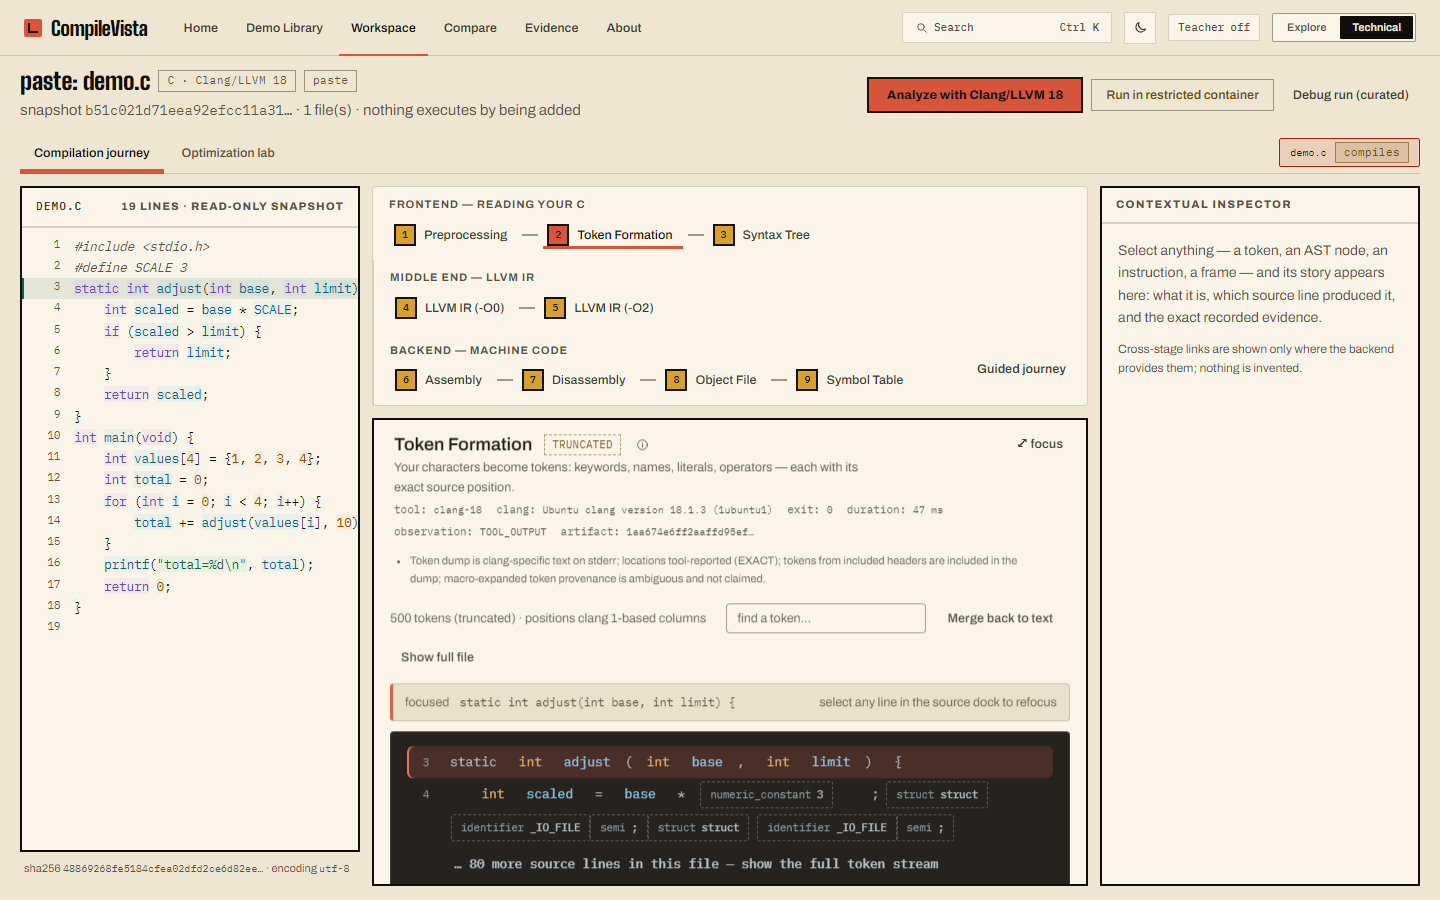 CompileVista Home Demo Library Workspace Compare Evidence About Search Ctrl K Teacher off Explore Technical
paste: demo.c C · Clang/LLVM 18 paste
snapshot b51c021d71eea92efcc11a31… · 1 file(s) · nothing executes by being added
Analyze with Clang/LLVM 18 Run in restricted container Debug run (curated)
Compilation journey Optimization lab demo.c compiles
DEMO.C 19 LINES · READ-ONLY SNAPSHOT
1 #include <stdio.h>
2 #define SCALE 3
3 static int adjust(int base, int limit)
4 int scaled = base * SCALE;
5 if (scaled > limit) {
6 return limit;
7 }
8 return scaled;
9 }
10 int main(void) {
11 int values[4] = {1, 2, 3, 4};
12 int total = 0;
13 for (int i = 0; i < 4; i++) {
14 total += adjust(values[i], 10)
15 }
16 printf("total=%d\n", total);
17 return 0;
18 }
19
sha256 48869268fe5184cfea02dfd2ce6d82ee… · encoding utf-8
FRONTEND — READING YOUR C
1 Preprocessing — 2 Token Formation — 3 Syntax Tree
MIDDLE END — LLVM IR
4 LLVM IR (-O0) — 5 LLVM IR (-O2)
BACKEND — MACHINE CODE
6 Assembly — 7 Disassembly — 8 Object File — 9 Symbol Table
Guided journey
Token Formation TRUNCATED focus
Your characters become tokens: keywords, names, literals, operators — each with its
exact source position.
tool: clang-18 clang: Ubuntu clang version 18.1.3 (1ubuntu1) exit: 0 duration: 47 ms
observation: TOOL_OUTPUT artifact: 1aa674e6ff2aaffd95ef…
• Token dump is clang-specific text on stderr; locations tool-reported (EXACT); tokens from included headers are included in the
dump; macro-expanded token provenance is ambiguous and not claimed.
500 tokens (truncated) · positions clang 1-based columns find a token... Merge back to text
Show full file
focused static int adjust(int base, int limit) { select any line in the source dock to refocus
3 static int adjust ( int base , int limit ) {
4 int scaled = base * numeric_constant 3 ; struct struct
identifier _IO_FILE semi ; struct struct identifier _IO_FILE semi ;
… 80 more source lines in this file — show the full token stream
CONTEXTUAL INSPECTOR
Select anything — a token, an AST node, an
instruction, a frame — and its story appears
here: what it is, which source line produced it,
and the exact recorded evidence.
Cross-stage links are shown only where the backend
provides them; nothing is invented.